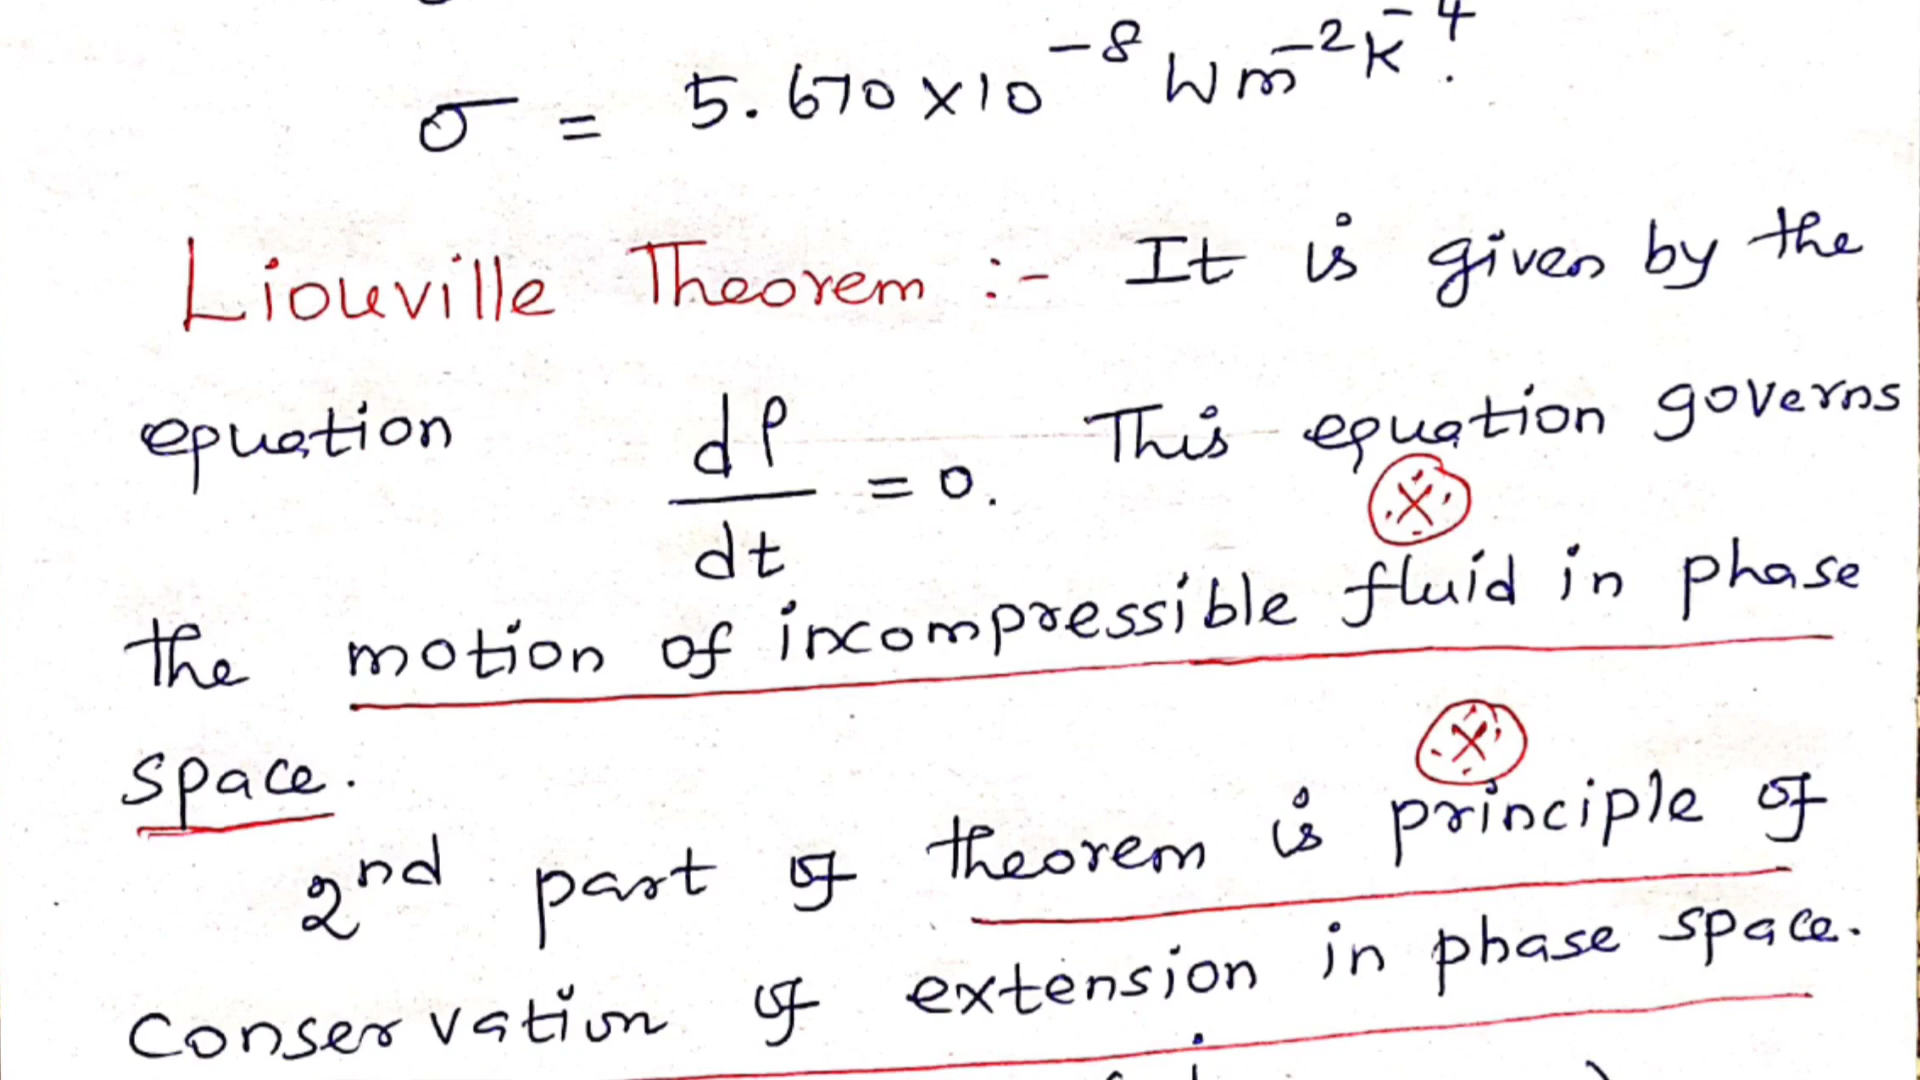 σ = 5.670 × 10⁻⁸ W m⁻² K⁻⁴.
Liouville Theorem :- It is given by the
equation dρ/dt = 0. This equation governs
the motion of incompressible fluid in phase
space.
2nd part of theorem is principle of
conservation of extension in phase space.